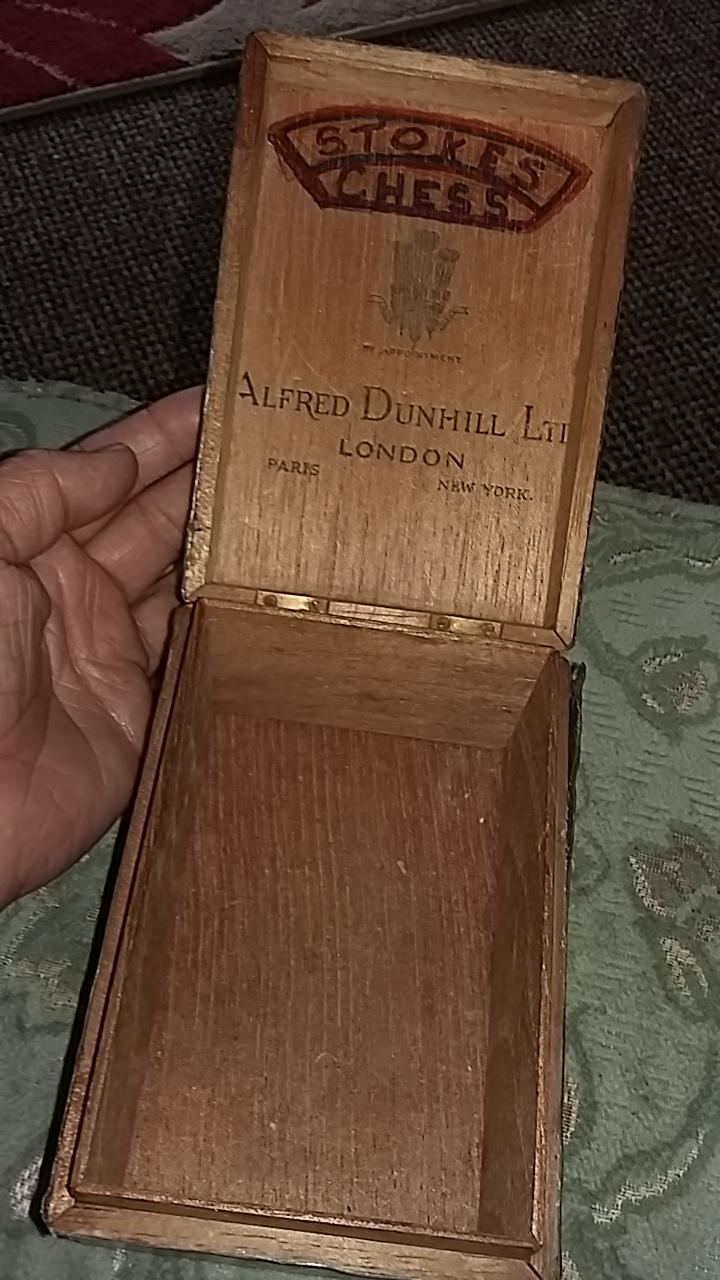 STOKES
CHESS
BY APPOINTMENT
ALFRED DUNHILL LTD
LONDON
PARIS NEW YORK.